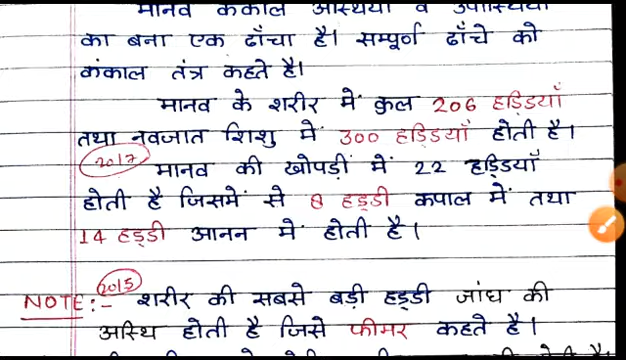 मानव कंकाल अस्थियों व उपास्थियों
का बना एक ढाँचा है। सम्पूर्ण ढाँचे को
कंकाल तंत्र कहते है।
मानव के शरीर में कुल 206 हड्डियाँ
तथा नवजात शिशु में 300 हड्डियाँ होती है।
2017 मानव की खोपड़ी में 22 हड्डियाँ
होती है जिसमें से 8 हड्डी कपाल में तथा
14 हड्डी आनन में होती है।
2015
NOTE:- शरीर की सबसे बड़ी हड्डी जांघ की
अस्थि होती है जिसे फीमर कहते है।